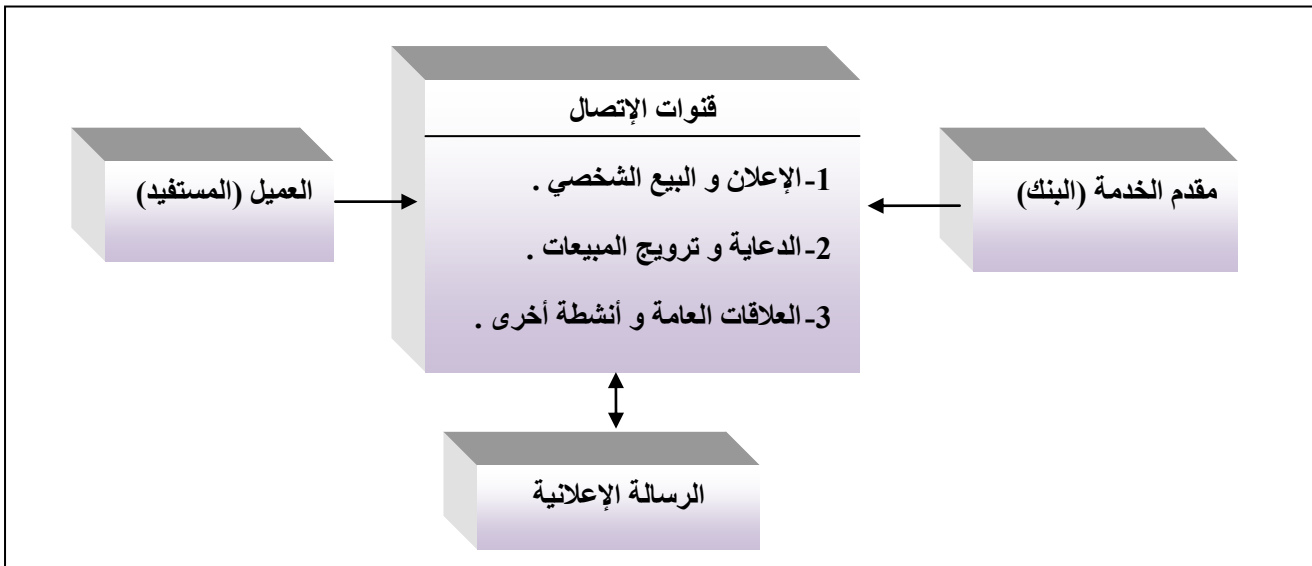 قنوات الإتصال
مقدم الخدمة (البنك)
1- الإعلان و البيع الشخصي .
2- الدعاية و ترويج المبيعات .
3- العلاقات العامة و أنشطة أخرى .
العميل (المستفيد)
الرسالة الإعلانية